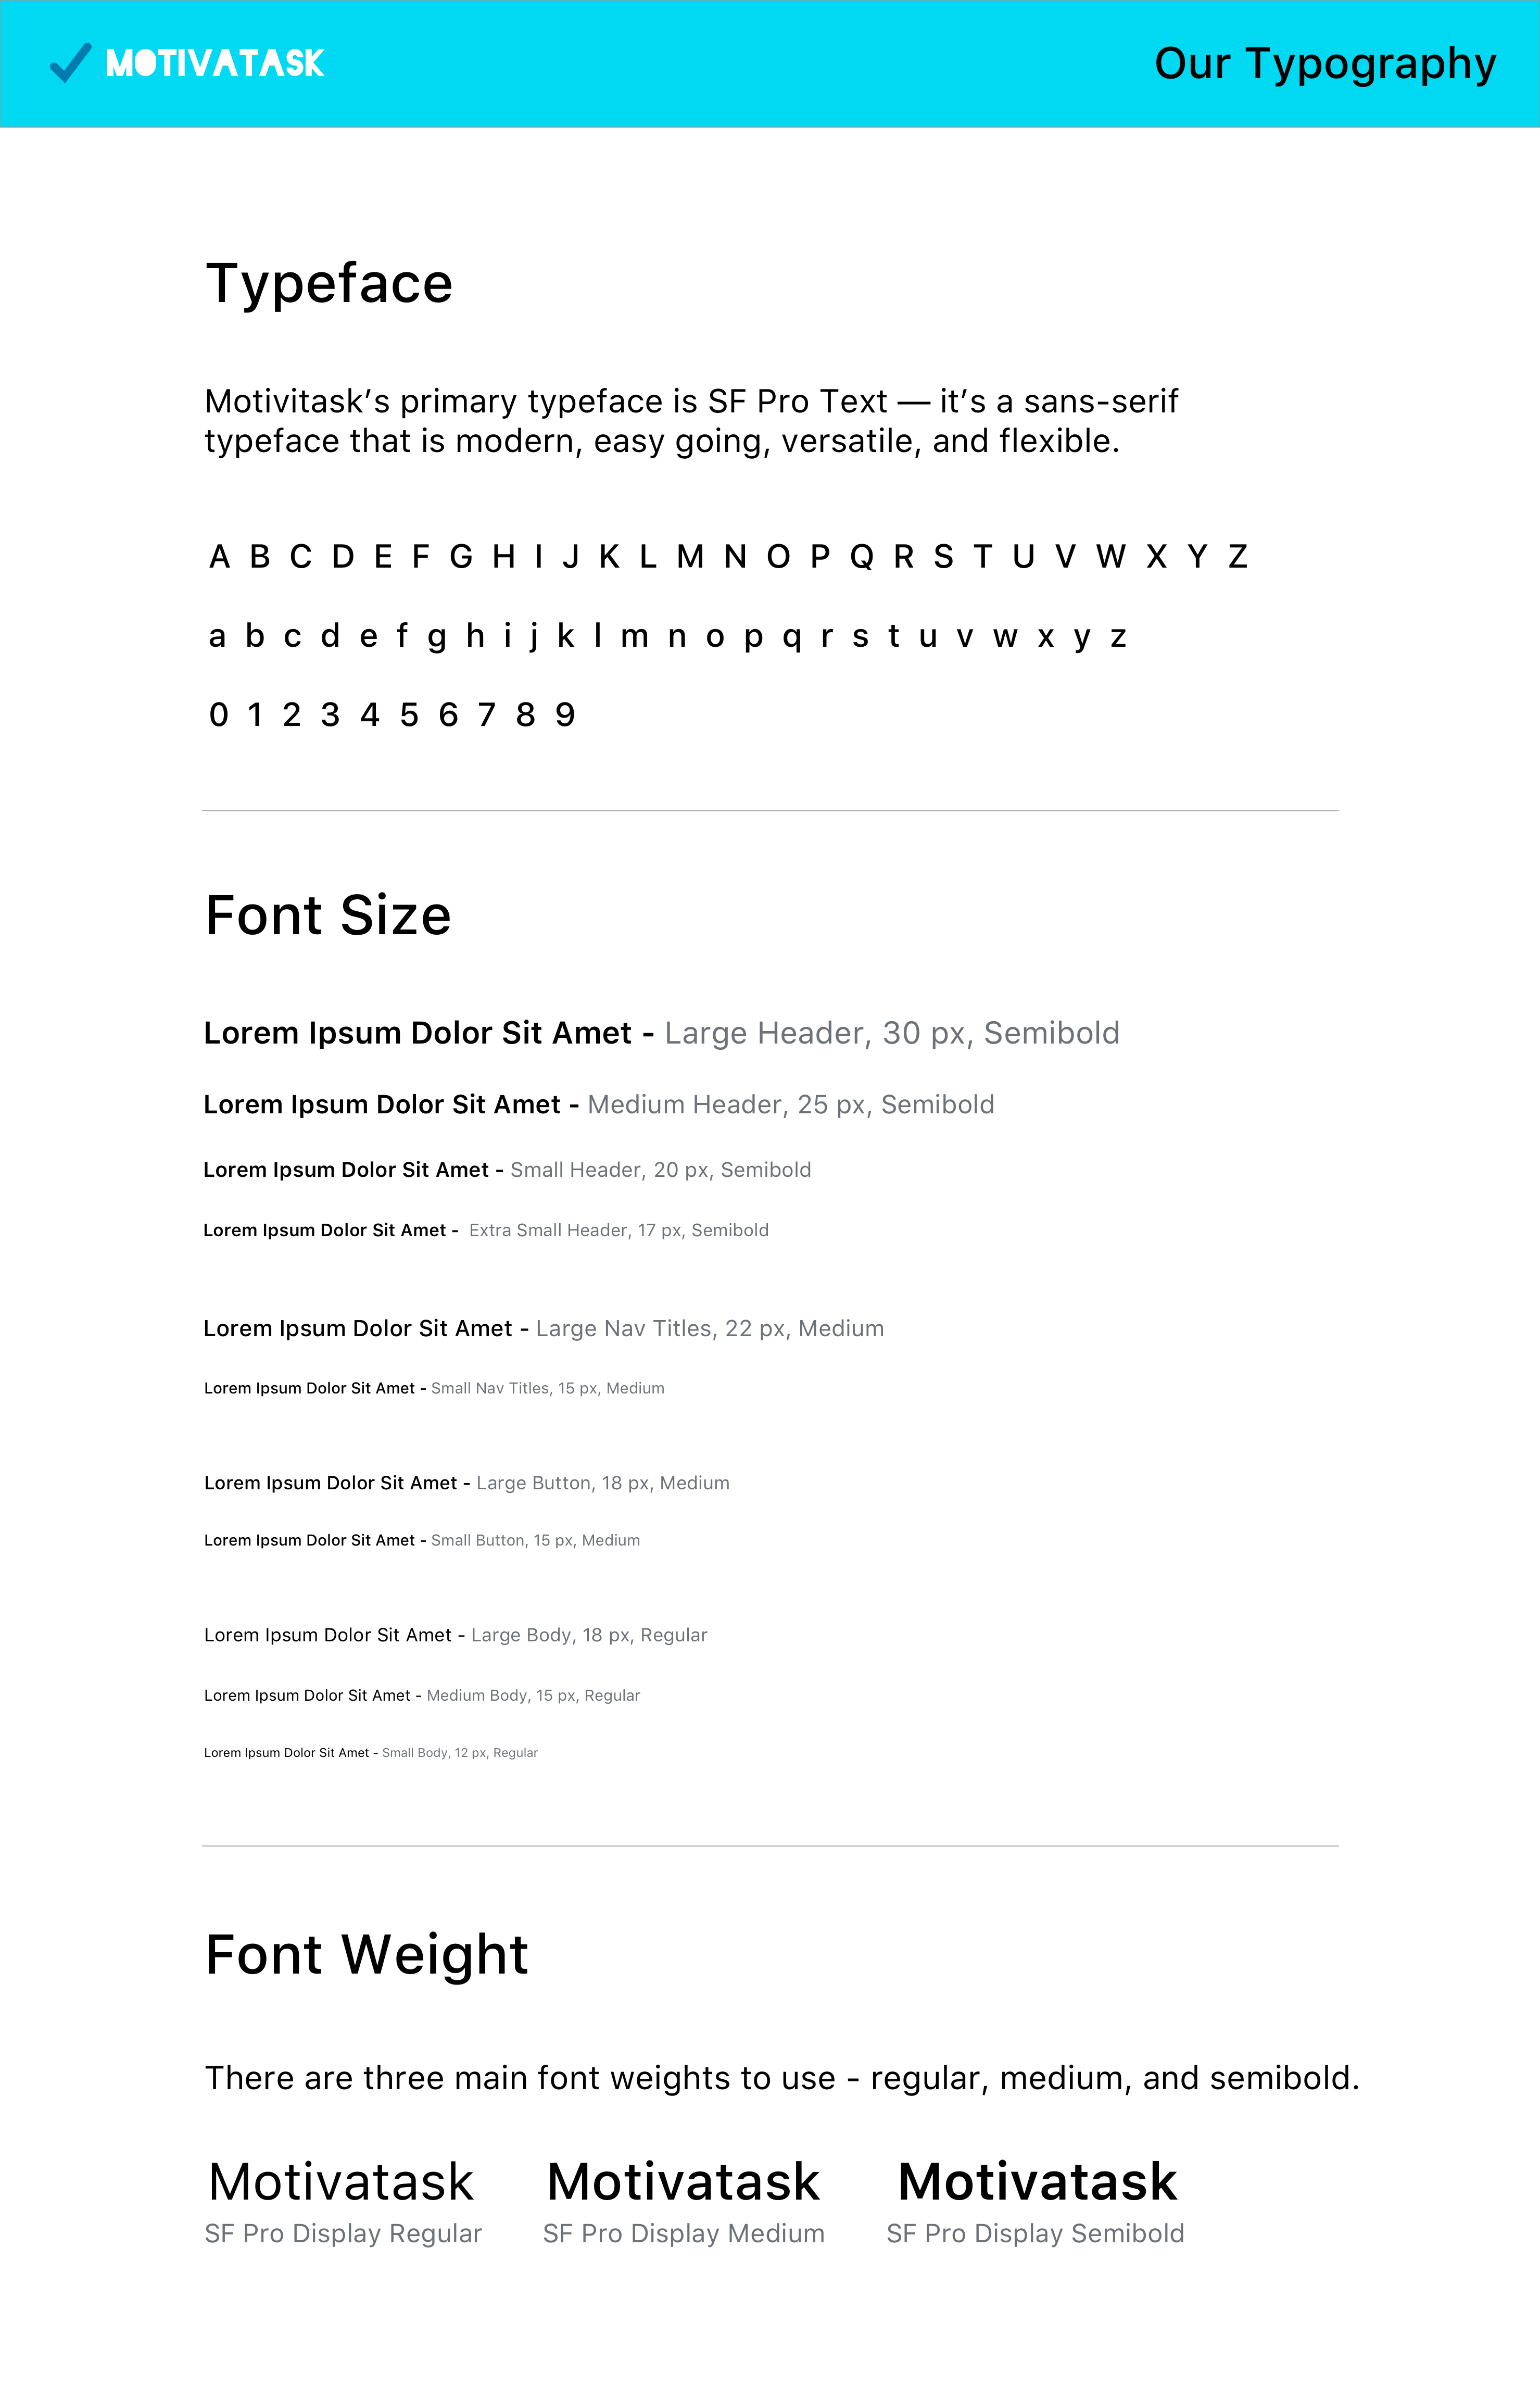 MOTIVATASK
Our Typography
Typeface
Motivitask’s primary typeface is SF Pro Text — it’s a sans-serif
typeface that is modern, easy going, versatile, and flexible.
A B C D E F G H I J K L M N O P Q R S T U V W X Y Z
a b c d e f g h i j k l m n o p q r s t u v w x y z
0 1 2 3 4 5 6 7 8 9
Font Size
Lorem Ipsum Dolor Sit Amet - Large Header, 30 px, Semibold
Lorem Ipsum Dolor Sit Amet - Medium Header, 25 px, Semibold
Lorem Ipsum Dolor Sit Amet - Small Header, 20 px, Semibold
Lorem Ipsum Dolor Sit Amet - Extra Small Header, 17 px, Semibold
Lorem Ipsum Dolor Sit Amet - Large Nav Titles, 22 px, Medium
Lorem Ipsum Dolor Sit Amet - Small Nav Titles, 15 px, Medium
Lorem Ipsum Dolor Sit Amet - Large Button, 18 px, Medium
Lorem Ipsum Dolor Sit Amet - Small Button, 15 px, Medium
Lorem Ipsum Dolor Sit Amet - Large Body, 18 px, Regular
Lorem Ipsum Dolor Sit Amet - Medium Body, 15 px, Regular
Lorem Ipsum Dolor Sit Amet - Small Body, 12 px, Regular
Font Weight
There are three main font weights to use - regular, medium, and semibold.
Motivatask Motivatask Motivatask
SF Pro Display Regular SF Pro Display Medium SF Pro Display Semibold